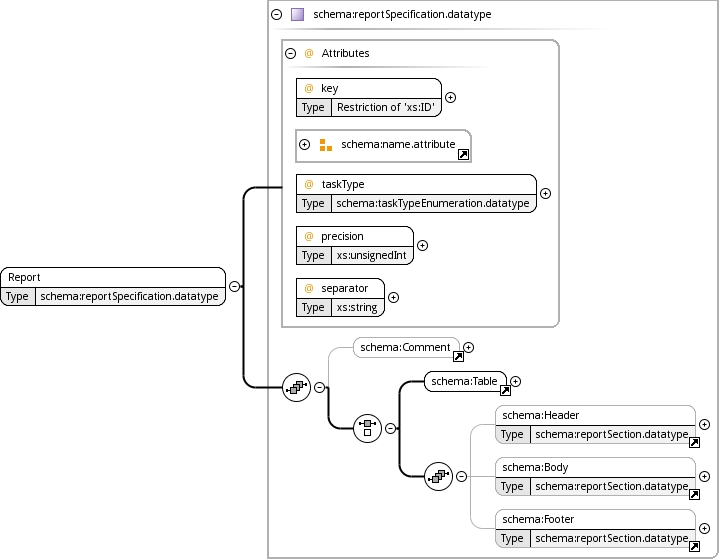 schema:reportSpecification.datatype
@ Attributes
@ key
Type Restriction of 'xs:ID'
schema:name.attribute
@ taskType
Type schema:taskTypeEnumeration.datatype
@ precision
Type xs:unsignedInt
@ separator
Type xs:string
Report
Type schema:reportSpecification.datatype
schema:Comment
schema:Table
schema:Header
Type schema:reportSection.datatype
schema:Body
Type schema:reportSection.datatype
schema:Footer
Type schema:reportSection.datatype